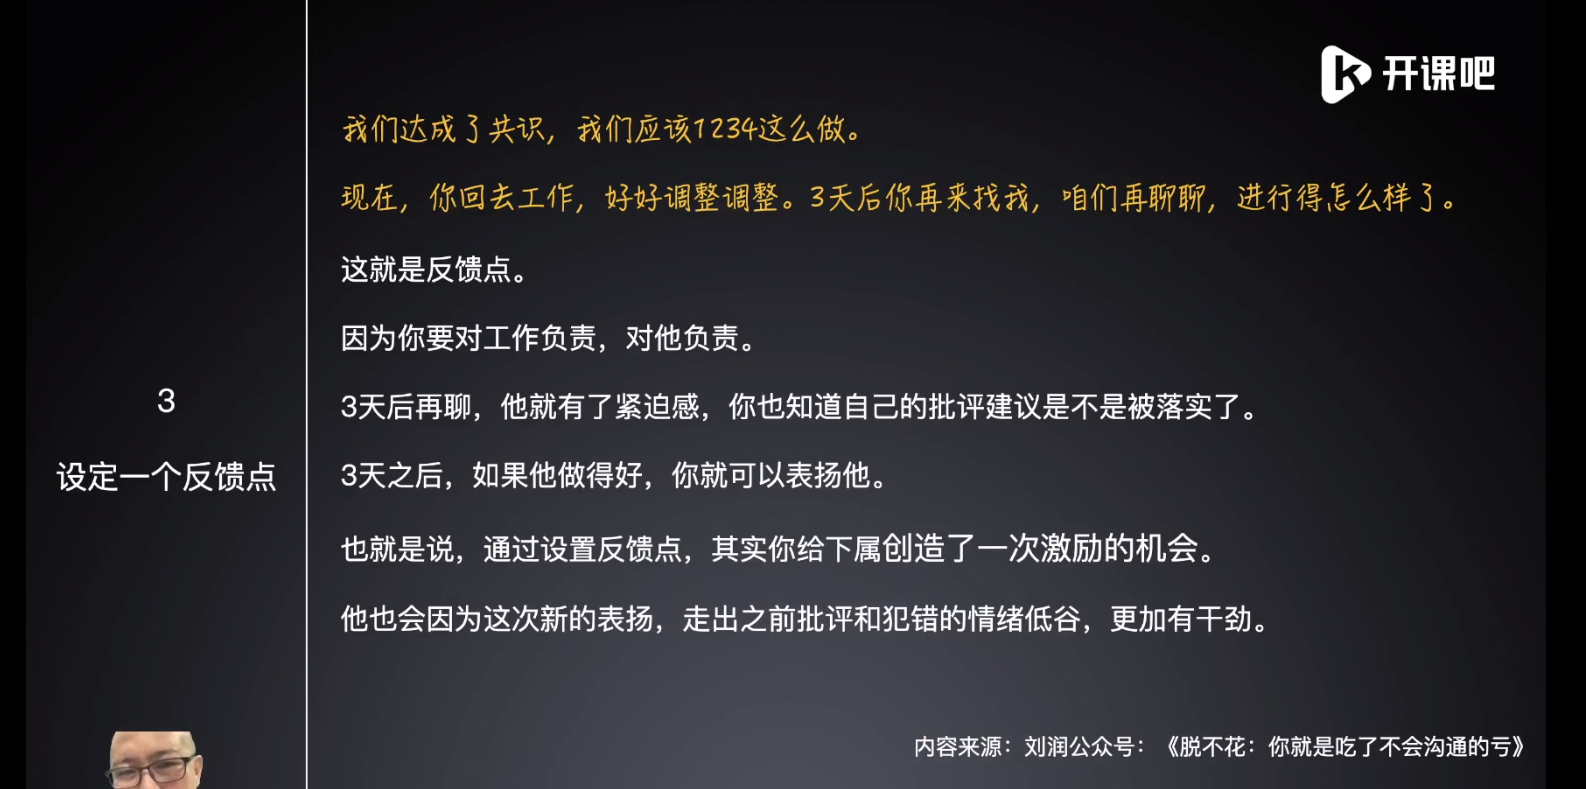 开课吧
我们达成了共识，我们应该1234这么做。
现在，你回去工作，好好调整调整。3天后你再来找我，咱们再聊聊，进行得怎么样了。
这就是反馈点。
因为你要对工作负责，对他负责。
3
设定一个反馈点
3天后再聊，他就有了紧迫感，你也知道自己的批评建议是不是被落实了。
3天之后，如果他做得好，你就可以表扬他。
也就是说，通过设置反馈点，其实你给下属创造了一次激励的机会。
他也会因为这次新的表扬，走出之前批评和犯错的情绪低谷，更加有干劲。
内容来源：刘润公众号：《脱不花：你就是吃了不会沟通的亏》